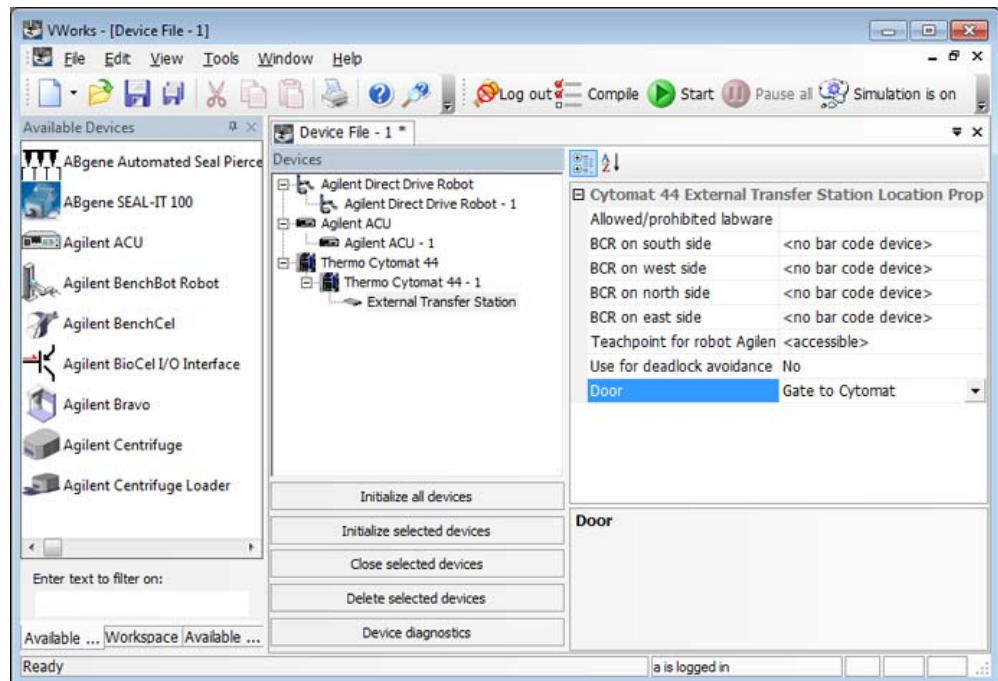 VWorks - [Device File - 1]
File Edit View Tools Window Help
Log out Compile Start Pause all Simulation is on
Available Devices
ABgene Automated Seal Pierce
ABgene SEAL-IT 100
Agilent ACU
Agilent BenchBot Robot
Agilent BenchCel
Agilent BioCel I/O Interface
Agilent Bravo
Agilent Centrifuge
Agilent Centrifuge Loader
Enter text to filter on:
Available ... Workspace Available ...
Device File - 1 *
Devices
Agilent Direct Drive Robot
Agilent Direct Drive Robot - 1
Agilent ACU
Agilent ACU - 1
Thermo Cytomat 44
Thermo Cytomat 44 - 1
External Transfer Station
Initialize all devices
Initialize selected devices
Close selected devices
Delete selected devices
Device diagnostics
Cytomat 44 External Transfer Station Location Prop
Allowed/prohibited labware
BCR on south side <no bar code device>
BCR on west side <no bar code device>
BCR on north side <no bar code device>
BCR on east side <no bar code device>
Teachpoint for robot Agilen <accessible>
Use for deadlock avoidance No
Door Gate to Cytomat
Door
Ready
a is logged in